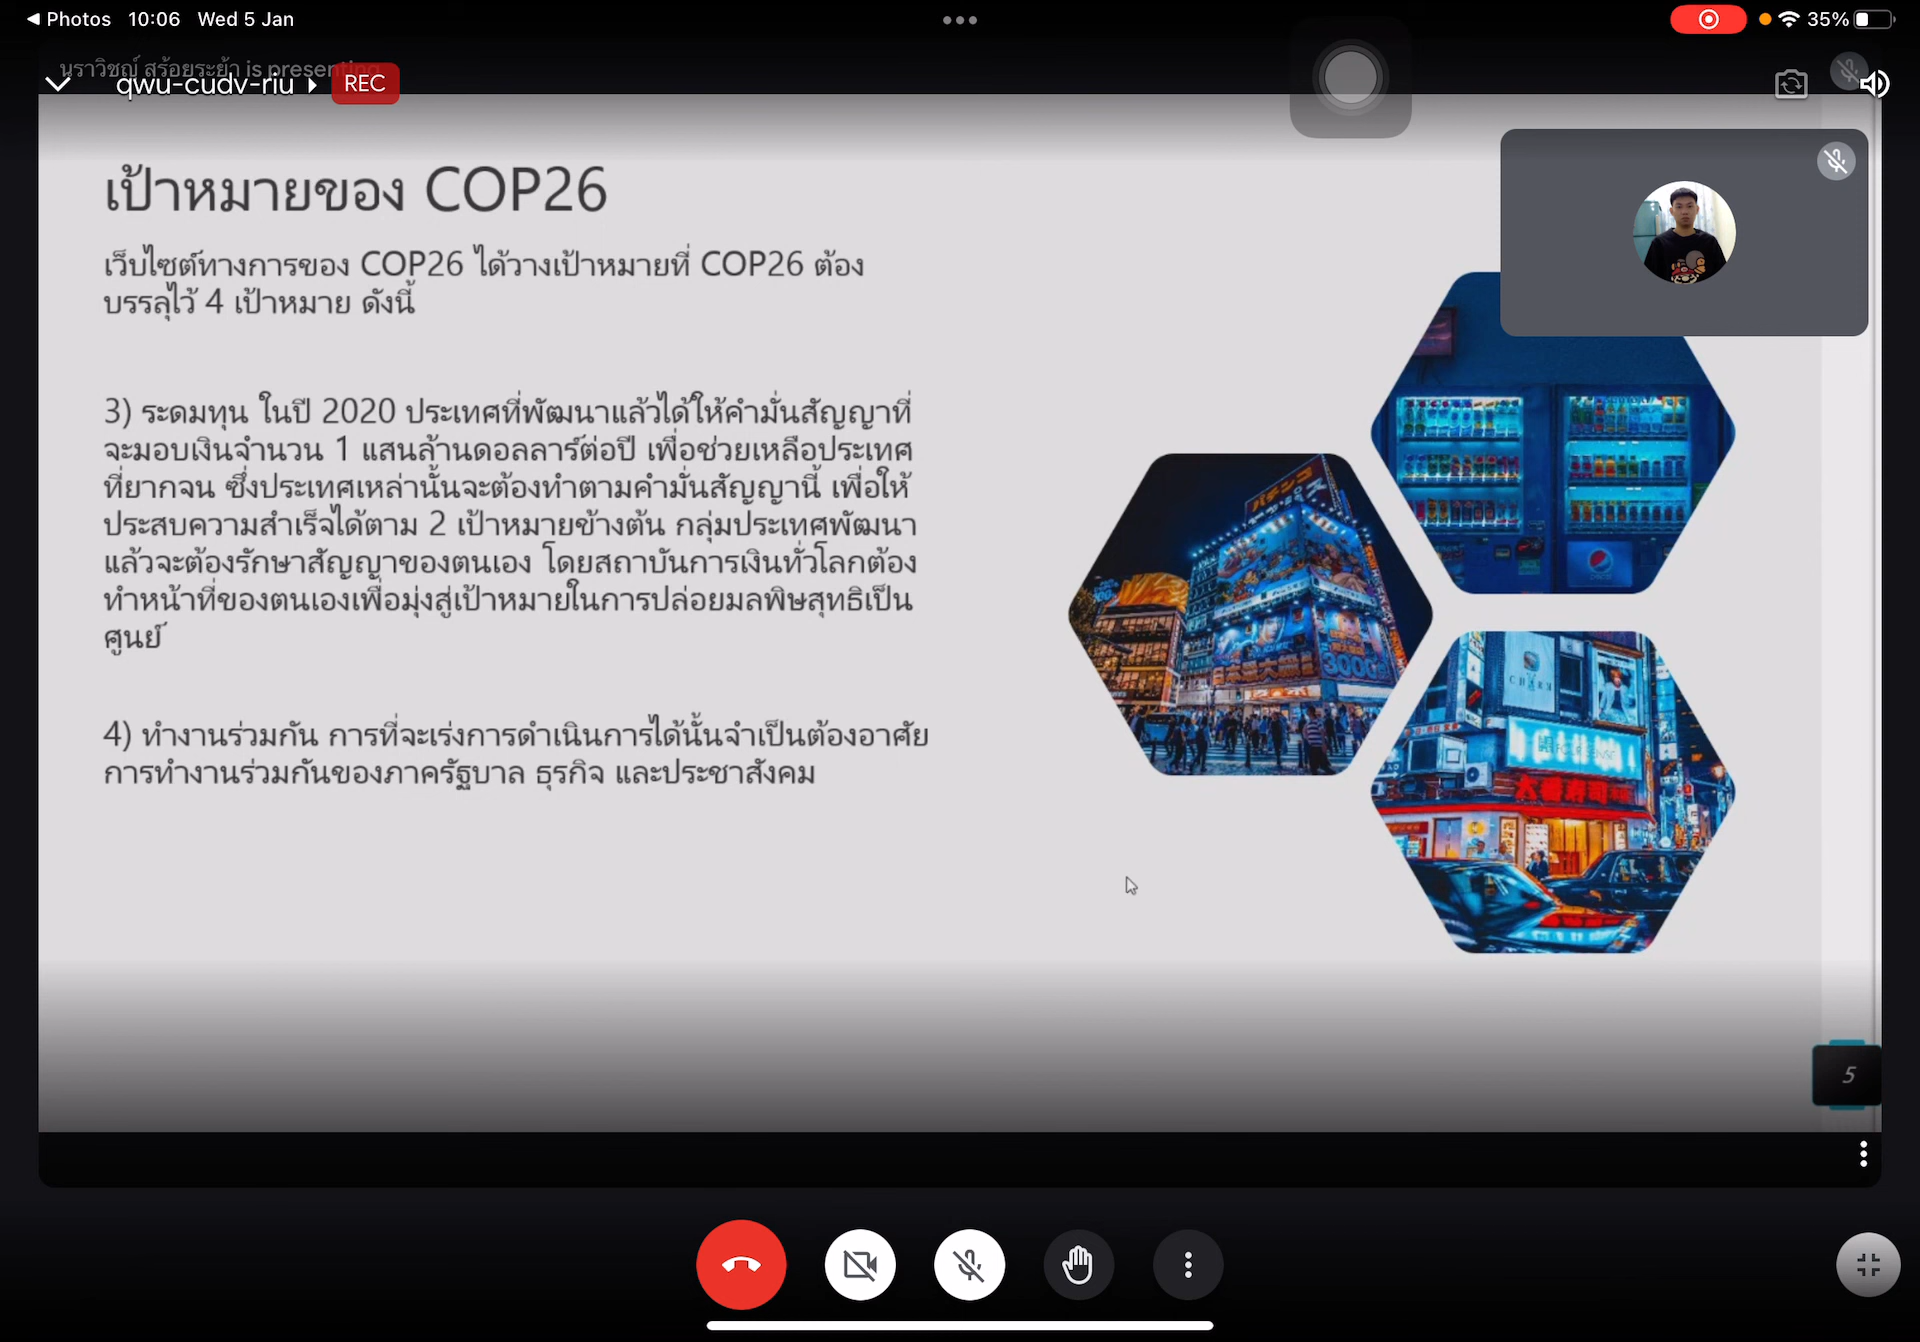 Photos 10:06 Wed 5 Jan
35%
นราวิชญ์ สร้อยระย้า is presenting
qwu-cudv-riu
REC
เป้าหมายของ COP26
เว็บไซต์ทางการของ COP26 ได้วางเป้าหมายที่ COP26 ต้อง
บรรลุไว้ 4 เป้าหมาย ดังนี้
3) ระดมทุน ในปี 2020 ประเทศที่พัฒนาแล้วได้ให้คำมั่นสัญญาที่
จะมอบเงินจำนวน 1 แสนล้านดอลลาร์ต่อปี เพื่อช่วยเหลือประเทศ
ที่ยากจน ซึ่งประเทศเหล่านั้นจะต้องทำตามคำมั่นสัญญานี้ เพื่อให้
ประสบความสำเร็จได้ตาม 2 เป้าหมายข้างต้น กลุ่มประเทศพัฒนา
แล้วจะต้องรักษาสัญญาของตนเอง โดยสถาบันการเงินทั่วโลกต้อง
ทำหน้าที่ของตนเองเพื่อมุ่งสู่เป้าหมายในการปล่อยมลพิษสุทธิเป็น
ศูนย์
4) ทำงานร่วมกัน การที่จะเร่งการดำเนินการได้นั้นจำเป็นต้องอาศัย
การทำงานร่วมกันของภาครัฐบาล ธุรกิจ และประชาสังคม
パチンコ
3000
pepsi
5